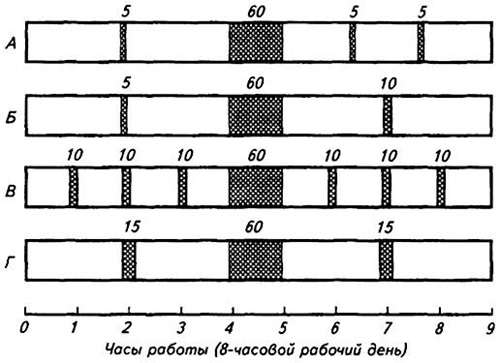 5 60 5 5
А
5 60 10
Б
10 10 10 60 10 10 10
В
15 60 15
Г
0 1 2 3 4 5 6 7 8 9
Часы работы (8-часовой рабочий день)